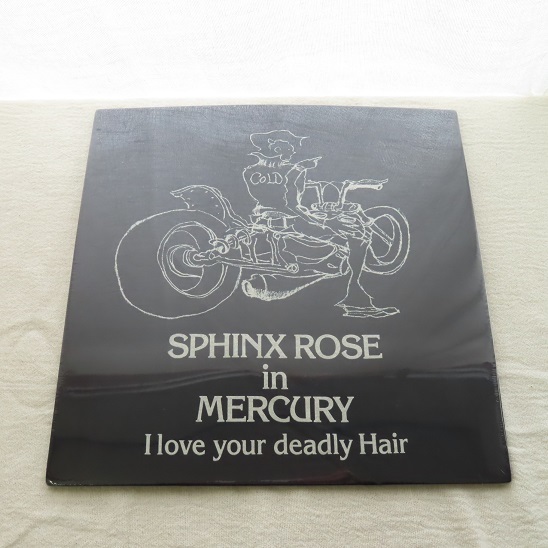 COLD
SPHINX ROSE
in
MERCURY
I love your deadly Hair